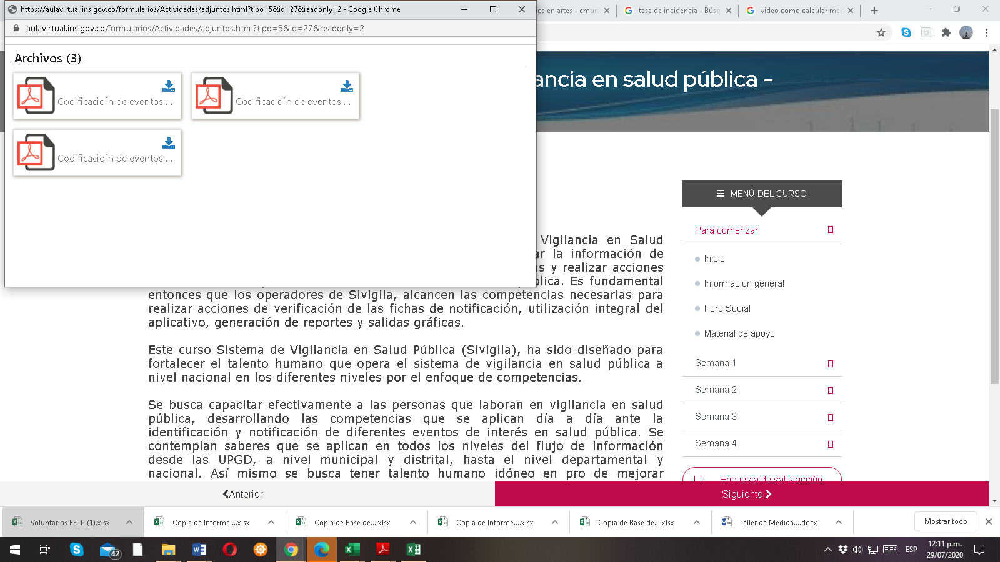 https://aulavirtual.ins.gov.co/formularios/Actividades/adjuntos.html?tipo=5&id=27&readonly=2 - Google Chrome
aulavirtual.ins.gov.co/formularios/Actividades/adjuntos.html?tipo=5&id=27&readonly=2
Archivos (3)
Codificacio´n de eventos ...
Codificacio´n de eventos ...
Codificacio´n de eventos ...
ice en artes - cmun
tasa de incidencia - Búsq
video como calcular med
ancia en salud pública -
MENÚ DEL CURSO
Para comenzar
Inicio
Información general
Foro Social
Material de apoyo
Semana 1
Semana 2
Semana 3
Semana 4
Encuesta de satisfacción
Vigilancia en Salud
ar la información de
as y realizar acciones
blica. Es fundamental
entonces que los operadores de Sivigila, alcancen las competencias necesarias para
realizar acciones de verificación de las fichas de notificación, utilización integral del
aplicativo, generación de reportes y salidas gráficas.
Este curso Sistema de Vigilancia en Salud Pública (Sivigila), ha sido diseñado para
fortalecer el talento humano que opera el sistema de vigilancia en salud pública a
nivel nacional en los diferentes niveles por el enfoque de competencias.
Se busca capacitar efectivamente a las personas que laboran en vigilancia en salud
pública, desarrollando las competencias que se aplican día a día ante la
identificación y notificación de diferentes eventos de interés en salud pública. Se
contemplan saberes que se aplican en todos los niveles del flujo de información
desde las UPGD, a nivel municipal y distrital, hasta el nivel departamental y
nacional. Así mismo se busca tener talento humano idóneo en pro de mejorar
Anterior
Siguiente
Voluntarios FETP (1).xlsx
Copia de Informe....xlsx
Copia de Base de....xlsx
Copia de Informe....xlsx
Copia de Base de....xlsx
Taller de Medida....docx
Mostrar todo
42
ESP
12:11 p.m.
29/07/2020